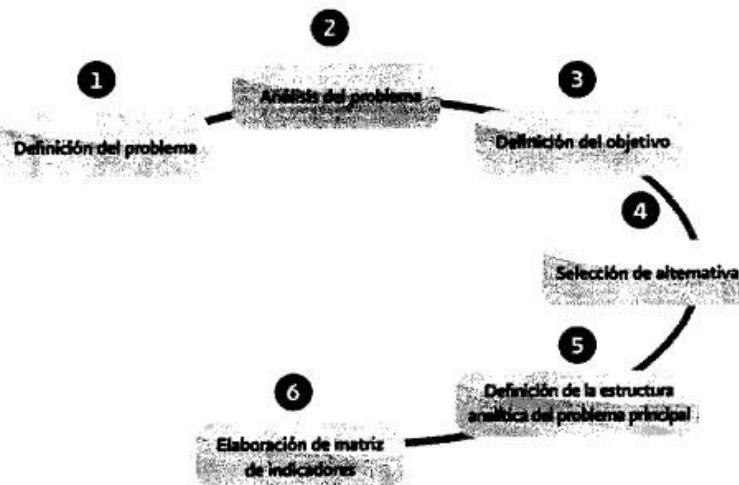 1
Definición del problema
2
Análisis del problema
3
Definición del objetivo
4
Selección de alternativa
5
Definición de la estructura
analítica del problema principal
6
Elaboración de matriz
de indicadores